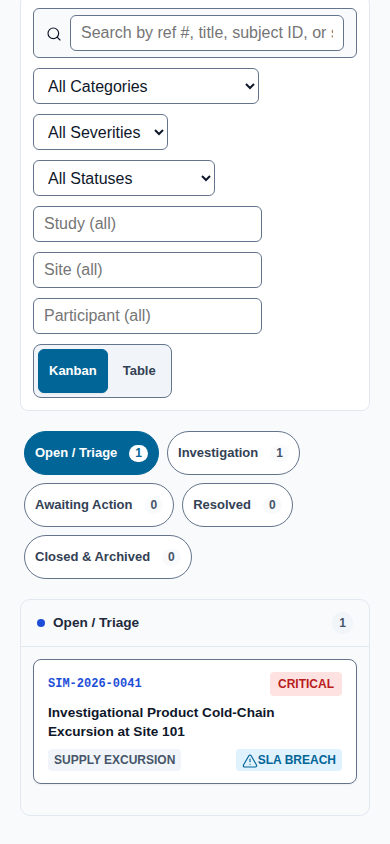 Search by ref #, title, subject ID, or
All Categories
All Severities
All Statuses
Study (all)
Site (all)
Participant (all)
Kanban Table
Open / Triage 1 Investigation 1
Awaiting Action 0 Resolved 0
Closed & Archived 0
Open / Triage 1
SIM-2026-0041 CRITICAL
Investigational Product Cold-Chain
Excursion at Site 101
SUPPLY EXCURSION SLA BREACH